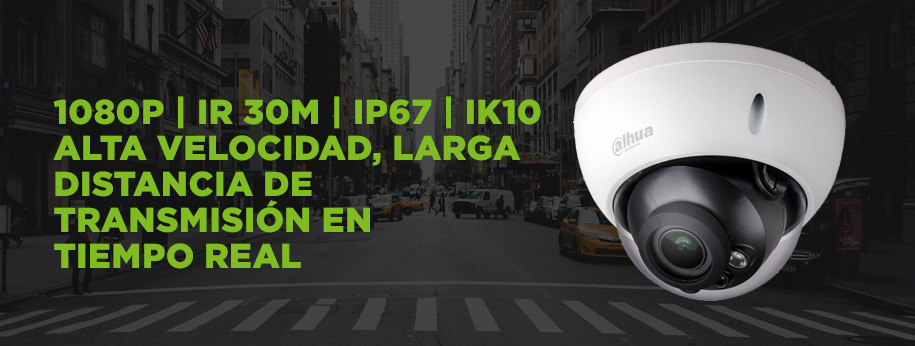 1080P | IR 30M | IP67 | IK10
ALTA VELOCIDAD, LARGA
DISTANCIA DE
TRANSMISIÓN EN
TIEMPO REAL
alhua